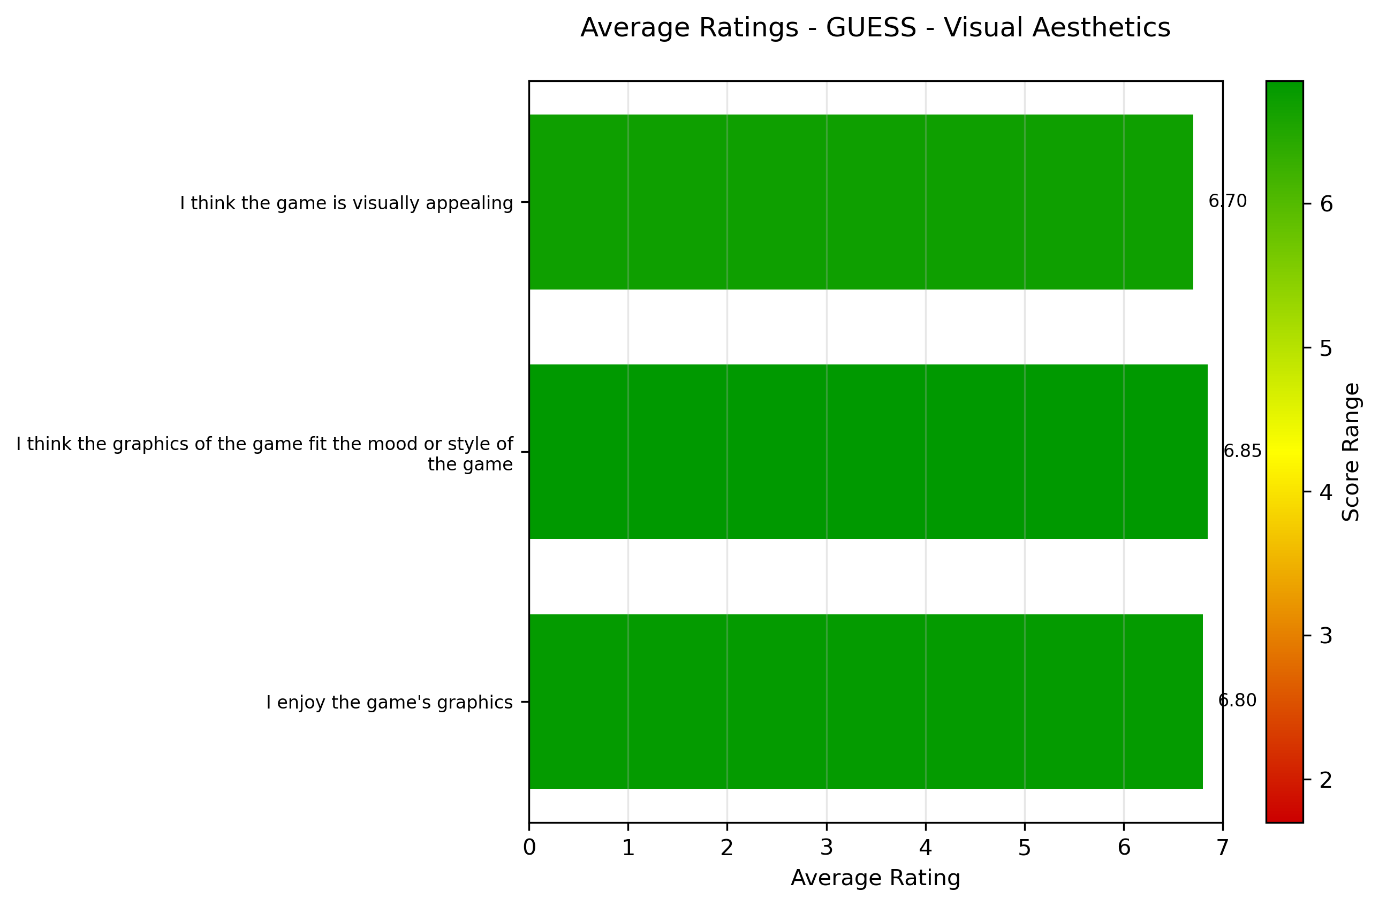 Average Ratings - GUESS - Visual Aesthetics
I think the game is visually appealing
6.70
I think the graphics of the game fit the mood or style of
the game
6.85
I enjoy the game's graphics
6.80
0 1 2 3 4 5 6 7
Average Rating
6
5
4
3
2
Score Range